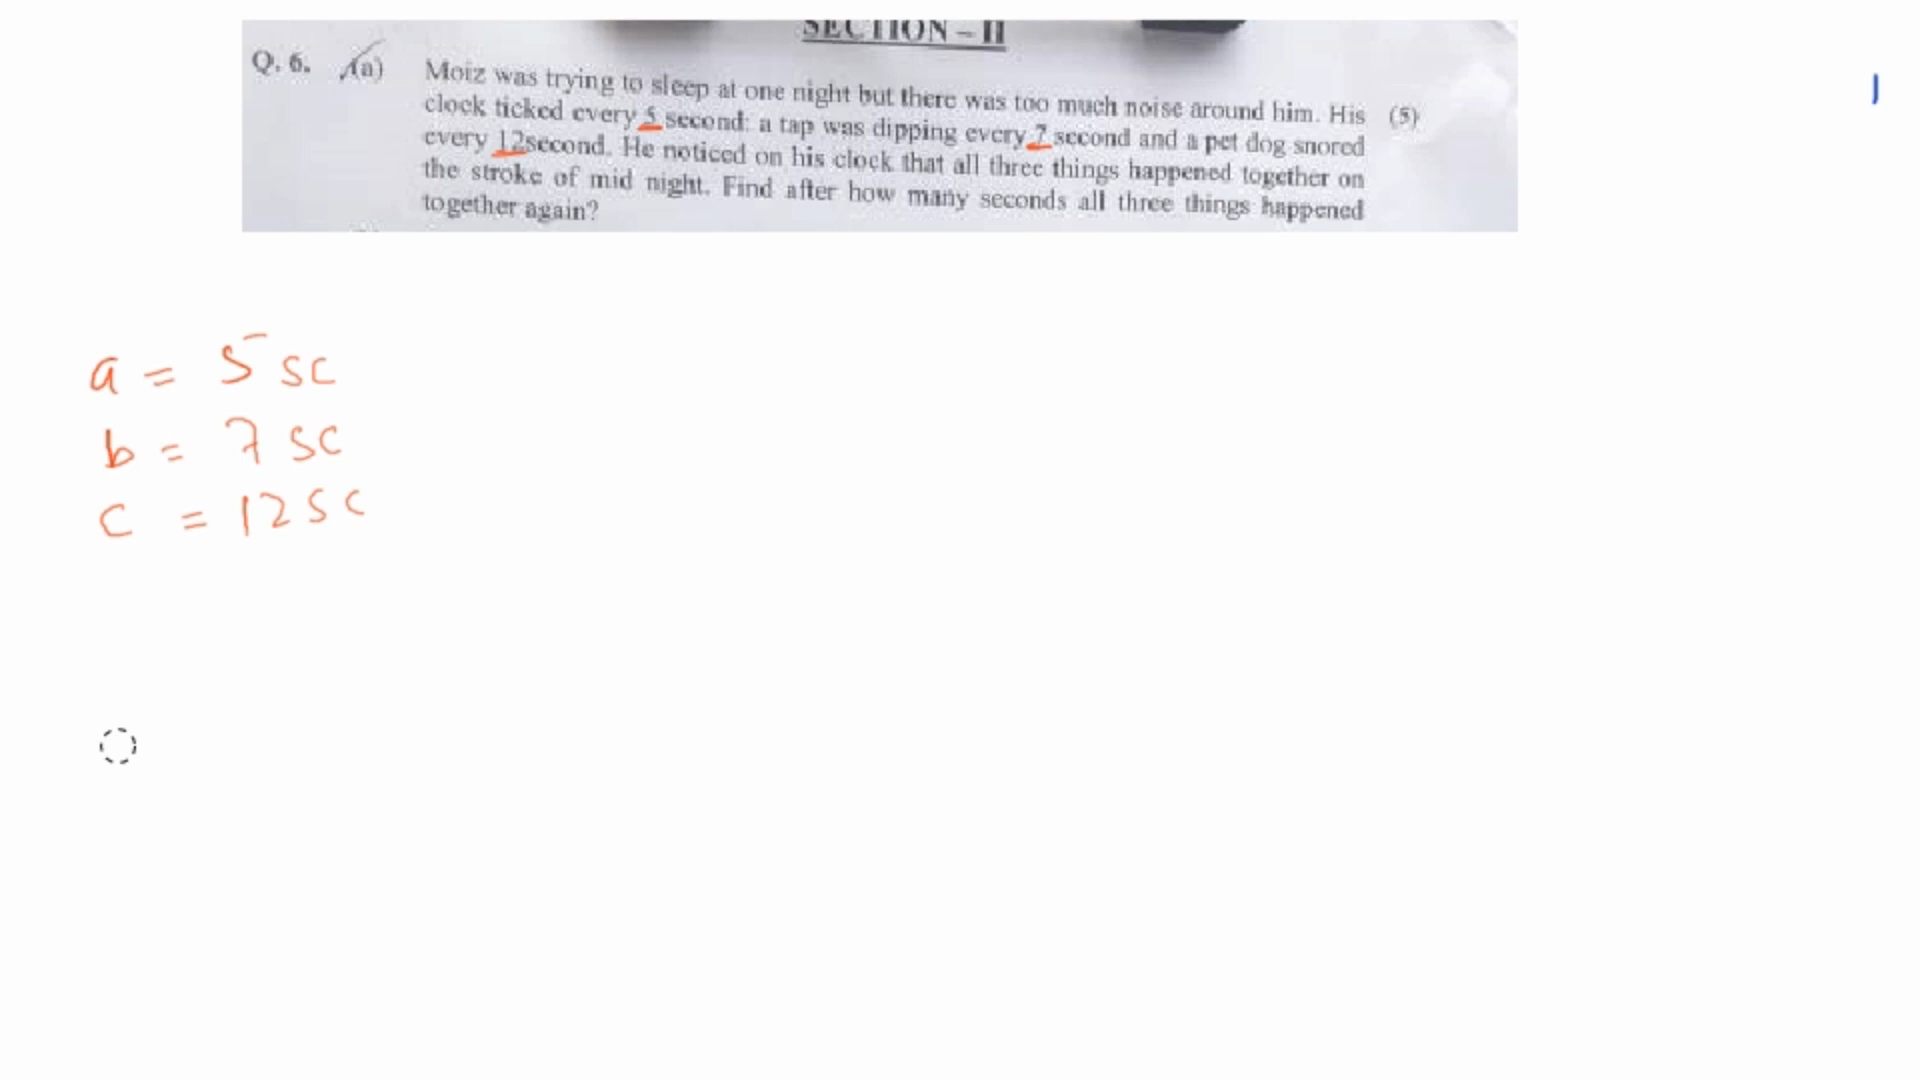 SECTION – II
Q. 6. (a) Moiz was trying to sleep at one night but there was too much noise around him. His (5)
clock ticked every 5 second: a tap was dipping every 7 second and a pet dog snored
every 12second. He noticed on his clock that all three things happened together on
the stroke of mid night. Find after how many seconds all three things happened
together again?
a = 5 sc
b = 7 sc
c = 12 sc